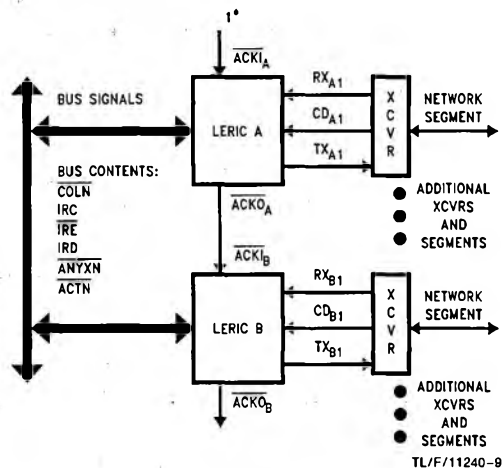 1*
ACKI_A
BUS SIGNALS
LERIC A
RX_A1
CD_A1
TX_A1
X
C
V
R
NETWORK
SEGMENT
BUS CONTENTS:
COLN
IRC
IRE
IRD
ANYXN
ACTN
ACKO_A
ADDITIONAL
XCVRS
AND
SEGMENTS
ACKI_B
LERIC B
RX_B1
CD_B1
TX_B1
X
C
V
R
NETWORK
SEGMENT
ACKO_B
ADDITIONAL
XCVRS
AND
SEGMENTS
TL/F/11240-9